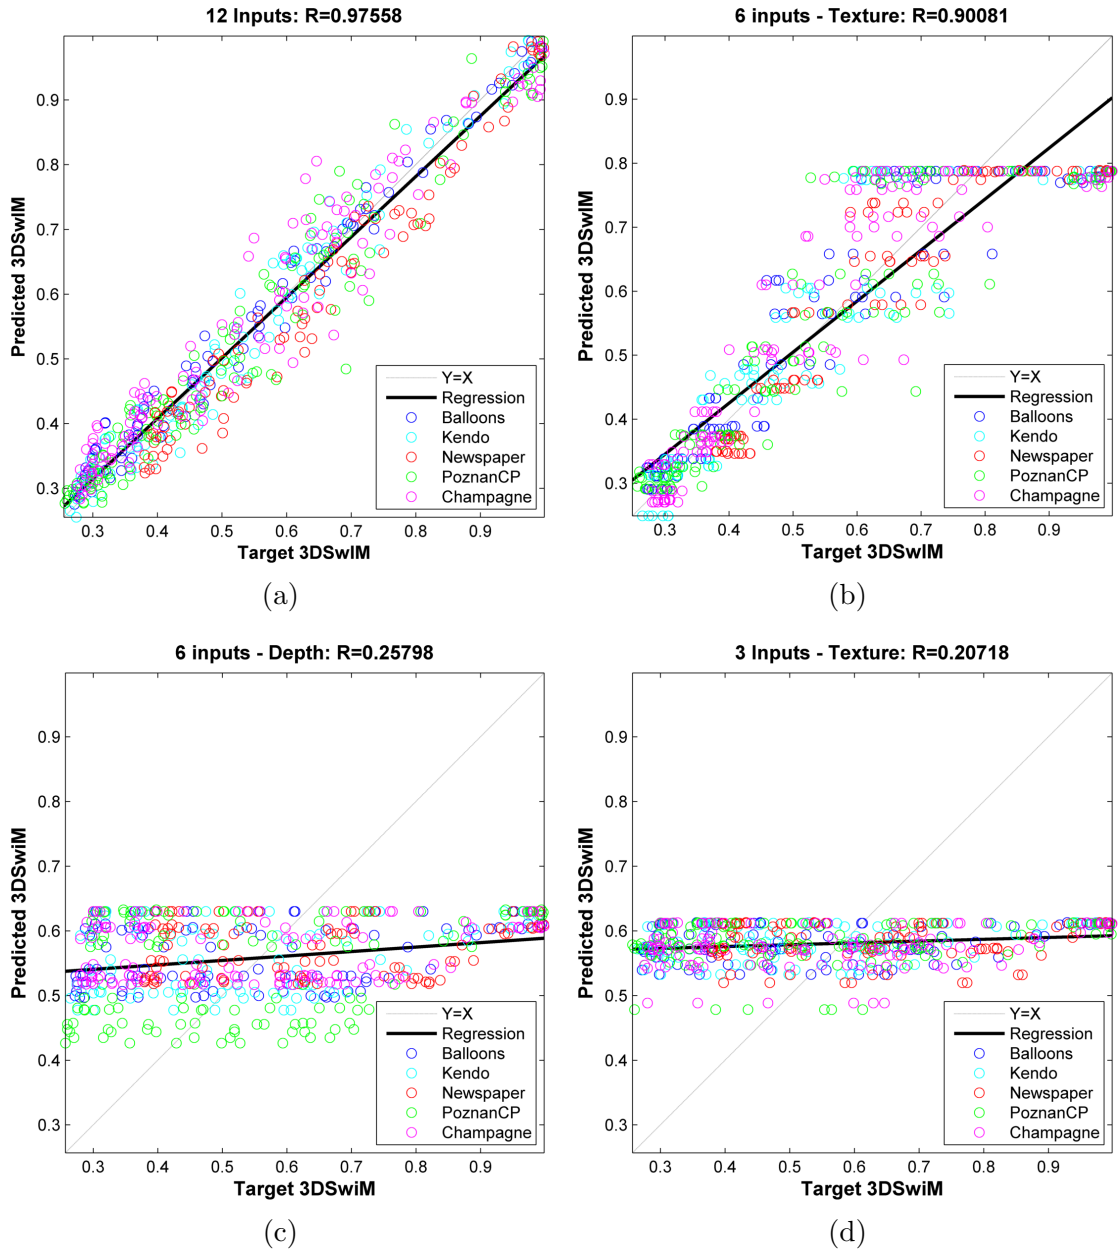 12 Inputs: R=0.97558
Predicted 3DSwIM
0.9
0.8
0.7
0.6
0.5
0.4
0.3
Y=X
Regression
Balloons
Kendo
Newspaper
PoznanCP
Champagne
0.3 0.4 0.5 0.6 0.7 0.8 0.9
Target 3DSwIM
(a)
6 inputs - Texture: R=0.90081
Predicted 3DSwIM
0.9
0.8
0.7
0.6
0.5
0.4
0.3
Y=X
Regression
Balloons
Kendo
Newspaper
PoznanCP
Champagne
0.3 0.4 0.5 0.6 0.7 0.8 0.9
Target 3DSwIM
(b)
6 inputs - Depth: R=0.25798
Predicted 3DSwiM
0.9
0.8
0.7
0.6
0.5
0.4
0.3
Y=X
Regression
Balloons
Kendo
Newspaper
PoznanCP
Champagne
0.3 0.4 0.5 0.6 0.7 0.8 0.9
Target 3DSwiM
(c)
3 Inputs - Texture: R=0.20718
Predicted 3DSwiM
0.9
0.8
0.7
0.6
0.5
0.4
0.3
Y=X
Regression
Balloons
Kendo
Newspaper
PoznanCP
Champagne
0.3 0.4 0.5 0.6 0.7 0.8 0.9
Target 3DSwiM
(d)